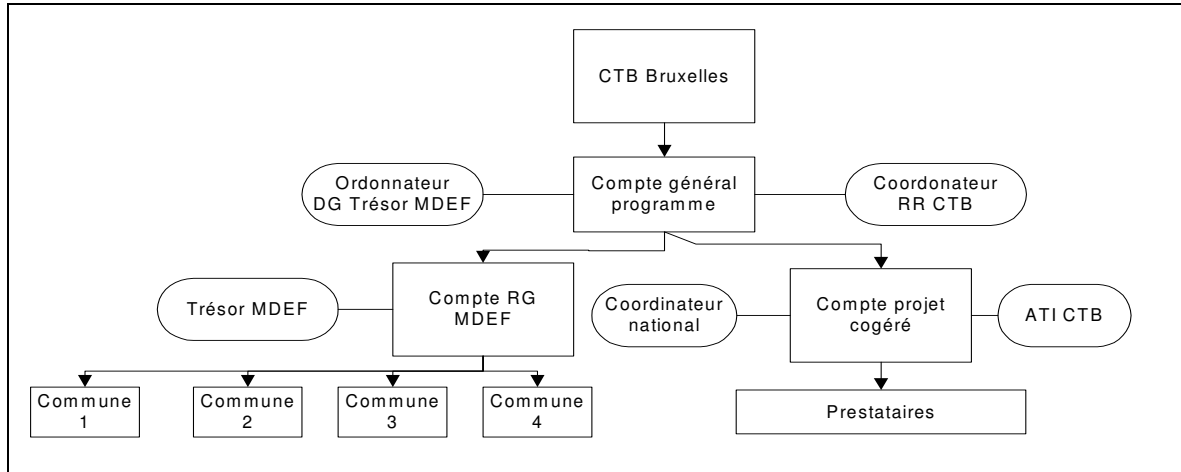 CTB Bruxelles
Ordonnateur
DG Trésor MDEF
Compte général
programme
Coordonateur
RR CTB
Trésor MDEF
Compte RG
MDEF
Coordinateur
national
Compte projet
cogéré
ATI CTB
Commune
1
Commune
2
Commune
3
Commune
4
Prestataires